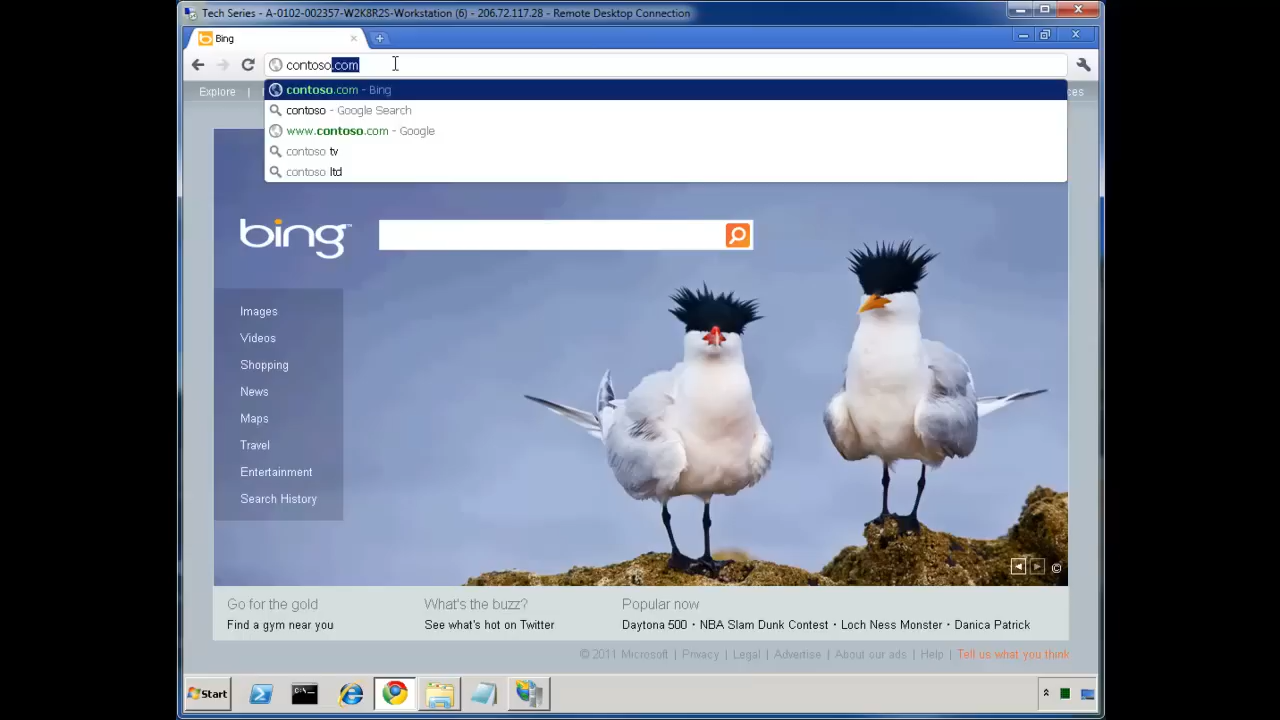 Tech Series - A-0102-002357-W2K8R2S-Workstation (6) - 206.72.117.28 - Remote Desktop Connection
Bing
contoso.com
Explore |
ces
contoso.com - Bing
contoso - Google Search
www.contoso.com - Google
contoso tv
contoso ltd
bing™
Images
Videos
Shopping
News
Maps
Travel
Entertainment
Search History
©
Go for the gold What's the buzz? Popular now
Find a gym near you See what's hot on Twitter Daytona 500 · NBA Slam Dunk Contest · Loch Ness Monster · Danica Patrick
© 2011 Microsoft | Privacy | Legal | Advertise | About our ads | Help | Tell us what you think
Start